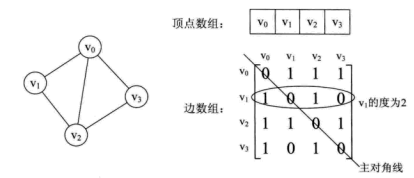 顶点数组： v₀ v₁ v₂ v₃
v₀
v₁
v₃
v₂
边数组：
v₀ v₁ v₂ v₃
v₀ 0 1 1 1
v₁ 1 0 1 0 v₁的度为2
v₂ 1 1 0 1
v₃ 1 0 1 0
主对角线